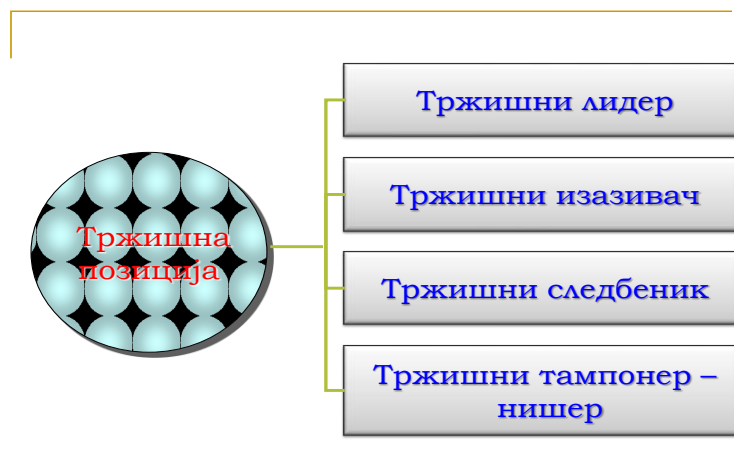 Тржишна
позиција
Тржишни лидер
Тржишни изазивач
Тржишни следбеник
Тржишни тампонер –
нишер